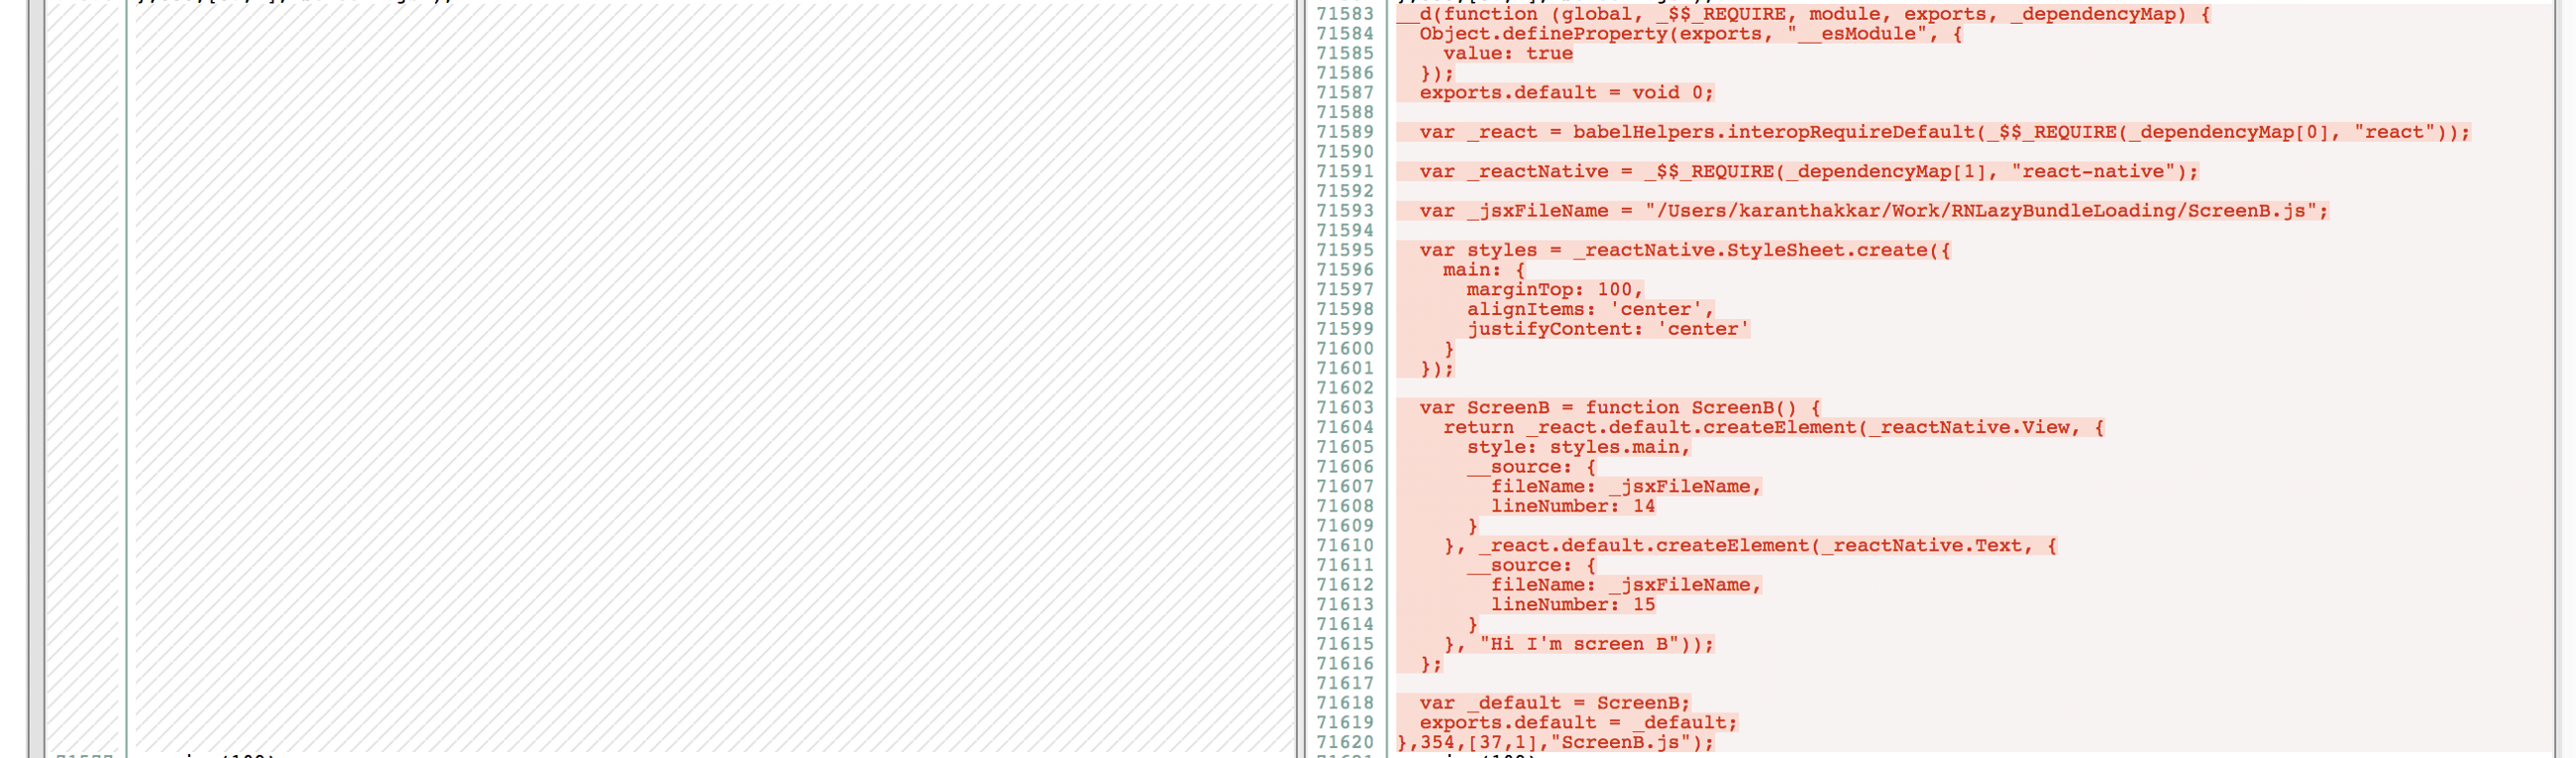 71583 __d(function (global, _$$_REQUIRE, module, exports, _dependencyMap) {
71584   Object.defineProperty(exports, "__esModule", {
71585     value: true
71586   });
71587   exports.default = void 0;
71588
71589   var _react = babelHelpers.interopRequireDefault(_$$_REQUIRE(_dependencyMap[0], "react"));
71590
71591   var _reactNative = _$$_REQUIRE(_dependencyMap[1], "react-native");
71592
71593   var _jsxFileName = "/Users/karanthakkar/Work/RNLazyBundleLoading/ScreenB.js";
71594
71595   var styles = _reactNative.StyleSheet.create({
71596     main: {
71597       marginTop: 100,
71598       alignItems: 'center',
71599       justifyContent: 'center'
71600     }
71601   });
71602
71603   var ScreenB = function ScreenB() {
71604     return _react.default.createElement(_reactNative.View, {
71605       style: styles.main,
71606       __source: {
71607         fileName: _jsxFileName,
71608         lineNumber: 14
71609       }
71610     }, _react.default.createElement(_reactNative.Text, {
71611       __source: {
71612         fileName: _jsxFileName,
71613         lineNumber: 15
71614       }
71615     }, "Hi I'm screen B"));
71616   };
71617
71618   var _default = ScreenB;
71619   exports.default = _default;
71620 },354,[37,1],"ScreenB.js");